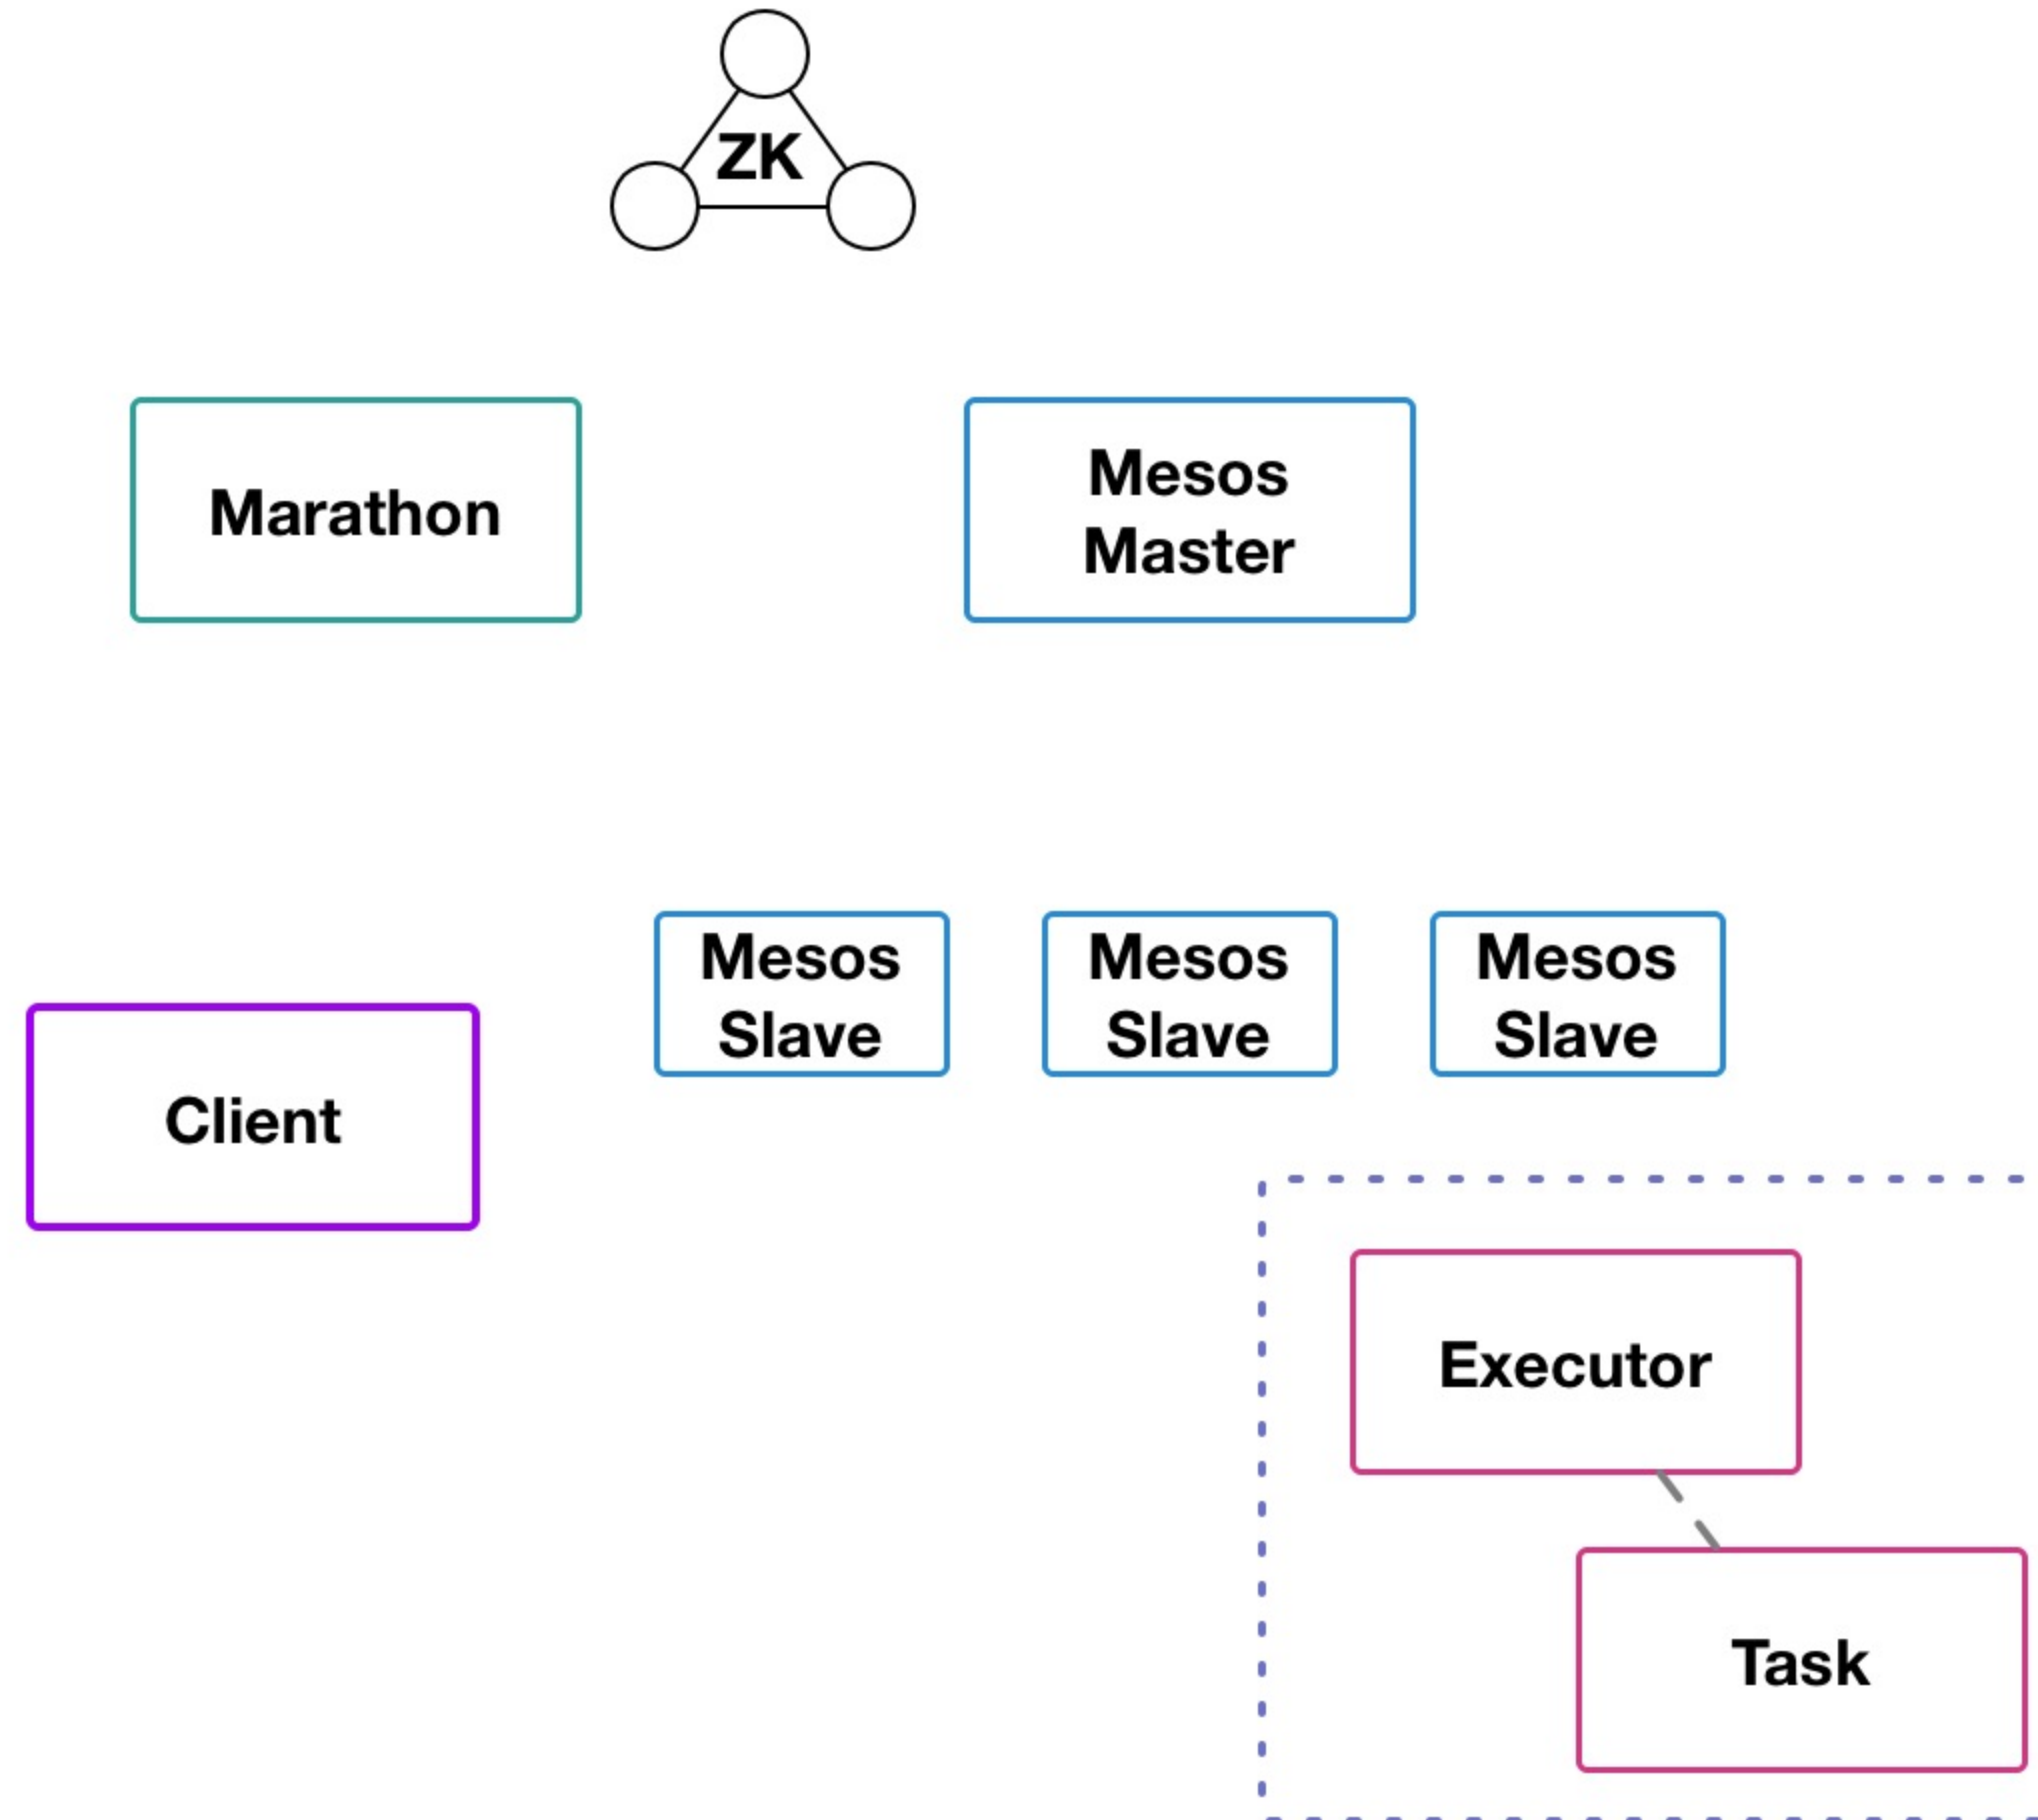 ZK
Marathon
Mesos
Master
Mesos
Slave
Mesos
Slave
Mesos
Slave
Client
Executor
Task